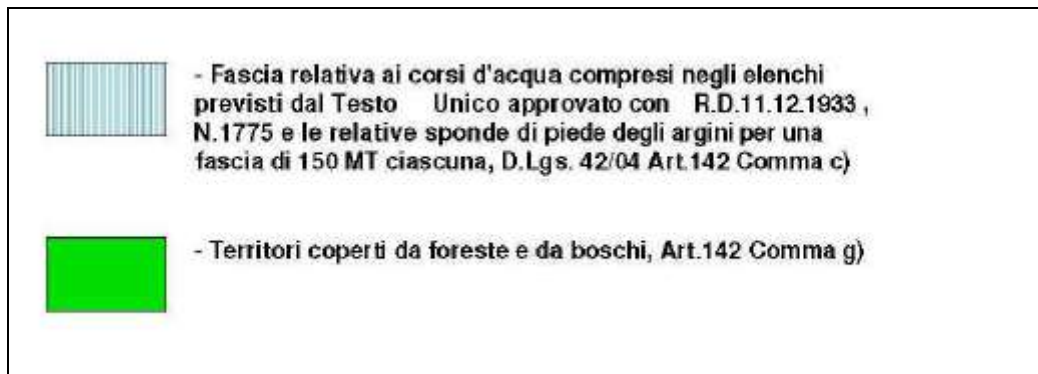 - Fascia relativa ai corsi d'acqua compresi negli elenchi
previsti dal Testo Unico approvato con R.D.11.12.1933 ,
N.1775 e le relative sponde di piede degli argini per una
fascia di 150 MT ciascuna, D.Lgs. 42/04 Art.142 Comma c)
- Territori coperti da foreste e da boschi, Art.142 Comma g)